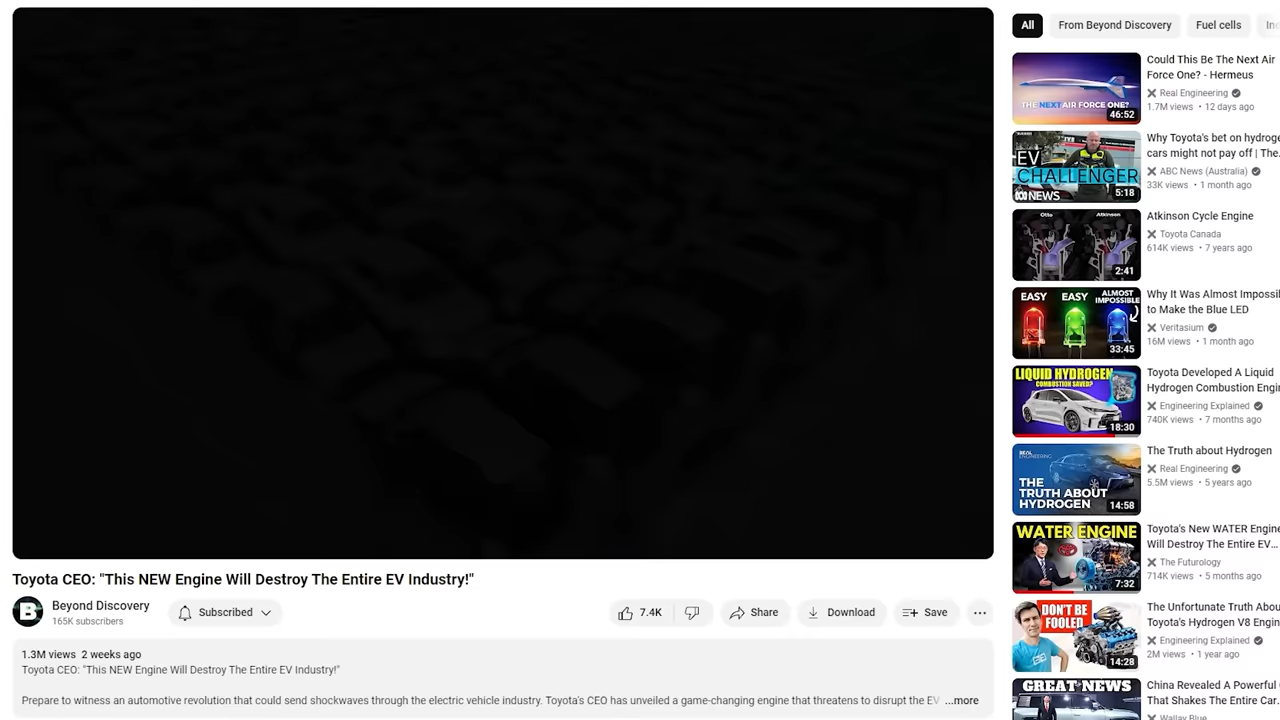 Toyota CEO: "This NEW Engine Will Destroy The Entire EV Industry!"
B
Beyond Discovery
165K subscribers
Subscribed
7.4K
Share
Download
Save
1.3M views 2 weeks ago
Toyota CEO: "This NEW Engine Will Destroy The Entire EV Industry!"
Prepare to witness an automotive revolution that could send shockwaves through the electric vehicle industry. Toyota's CEO has unveiled a game-changing engine that threatens to disrupt the EV ...more
All
From Beyond Discovery
Fuel cells
THE NEXT AIR FORCE ONE?
46:52
Could This Be The Next Air
Force One? - Hermeus
Real Engineering
1.7M views • 12 days ago
EV
CHALLENGER
NEWS
5:18
Why Toyota's bet on hydroge
cars might not pay off | The...
ABC News (Australia)
33K views • 1 month ago
Otto Atkinson
2:41
Atkinson Cycle Engine
Toyota Canada
614K views • 7 years ago
EASY EASY ALMOST
IMPOSSIBLE
33:45
Why It Was Almost Impossil
to Make the Blue LED
Veritasium
16M views • 1 month ago
LIQUID HYDROGEN
COMBUSTION SAVED?
18:30
Toyota Developed A Liquid
Hydrogen Combustion Engi
Engineering Explained
740K views • 7 months ago
REAL
ENGINEERING
THE
TRUTH ABOUT
HYDROGEN
14:58
The Truth about Hydrogen
Real Engineering
5.5M views • 5 years ago
WATER ENGINE
7:32
Toyota's New WATER Engine
Will Destroy The Entire EV...
The Futurology
714K views • 5 months ago
DON'T BE
FOOLED
14:28
The Unfortunate Truth Abou
Toyota's Hydrogen V8 Engin
Engineering Explained
2M views • 1 year ago
GREAT NEWS
China Revealed A Powerful
That Shakes The Entire Car
Wallay Blue